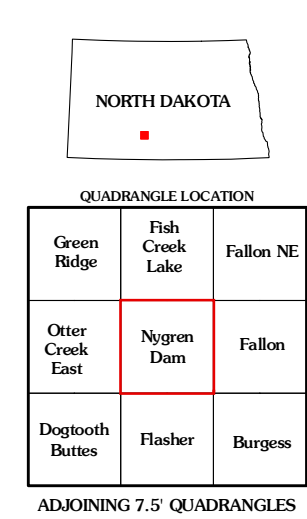 NORTH DAKOTA
QUADRANGLE LOCATION
Green
Ridge
Fish
Creek
Lake
Fallon NE
Otter
Creek
East
Nygren
Dam
Fallon
Dogtooth
Buttes
Flasher
Burgess
ADJOINING 7.5' QUADRANGLES